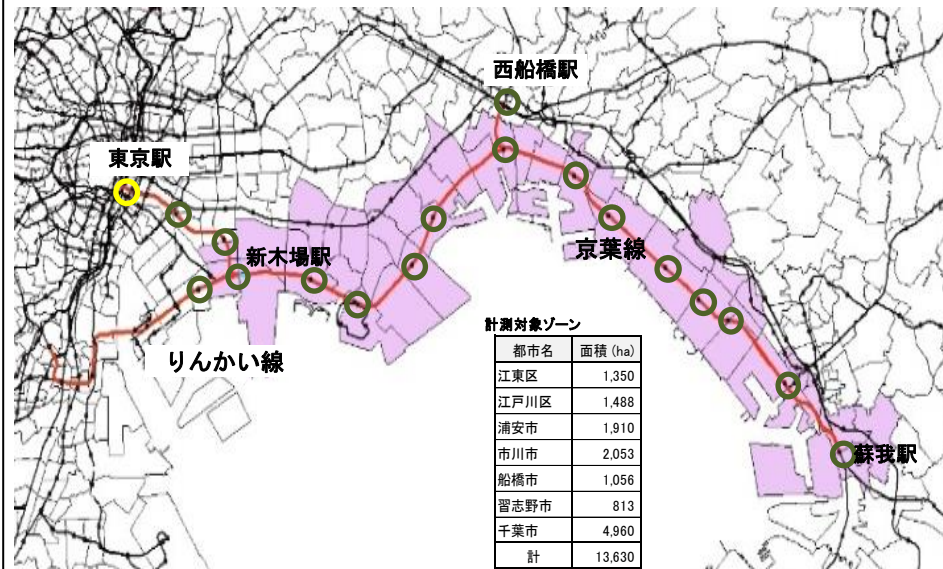 西船橋駅
東京駅
新木場駅
京葉線
りんかい線
蘇我駅
計測対象ゾーン
都市名 面積 (ha)
江東区 1,350
江戸川区 1,488
浦安市 1,910
市川市 2,053
船橋市 1,056
習志野市 813
千葉市 4,960
計 13,630